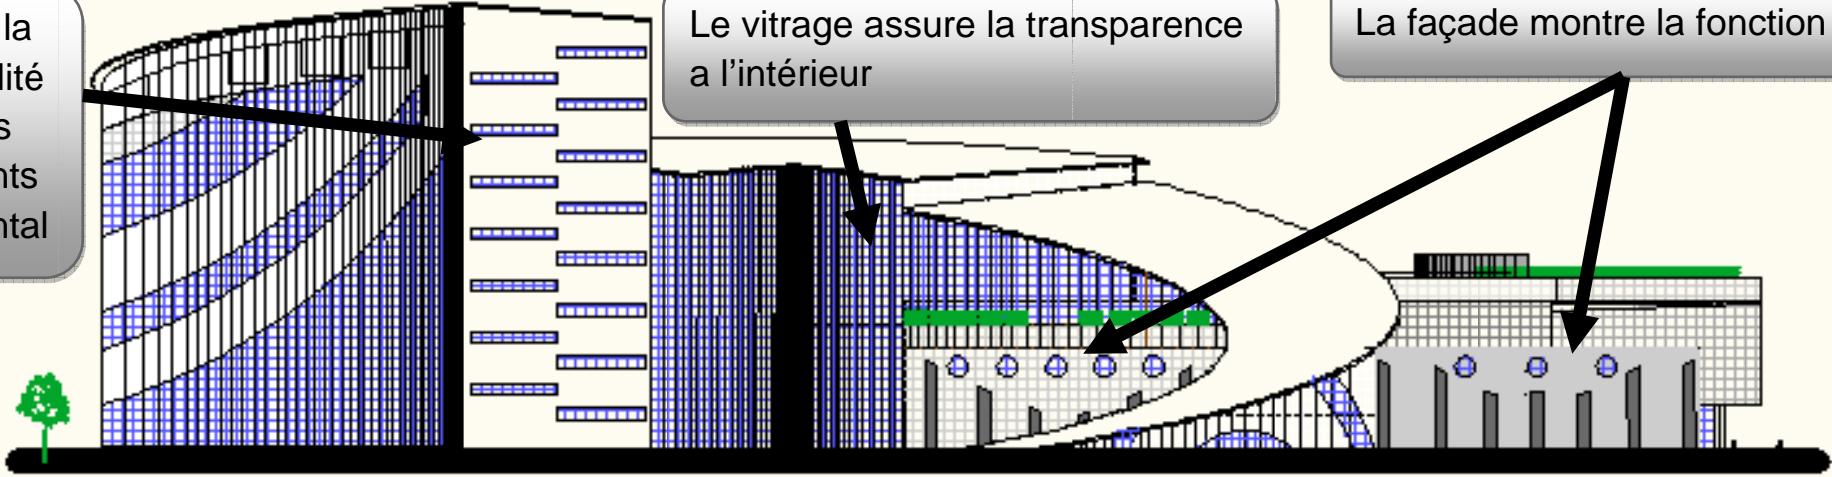 la
lité
s
nts
ntal
Le vitrage assure la transparence
a l’intérieur
La façade montre la fonction